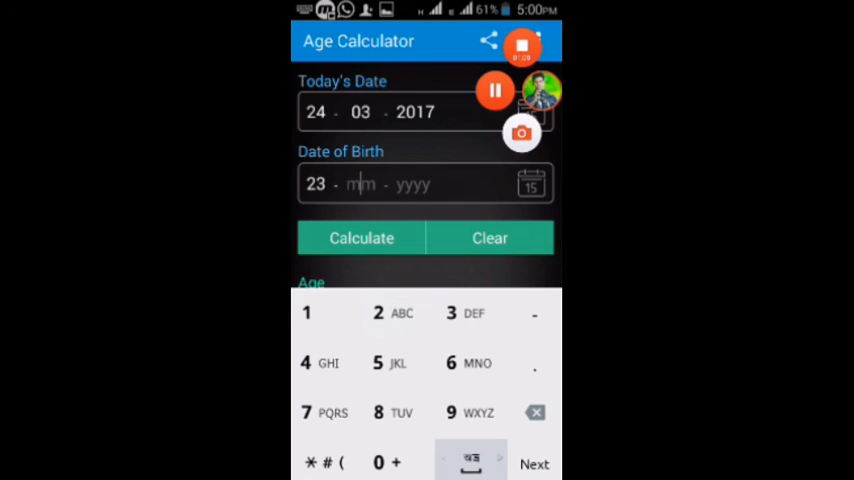 61% 5:00PM
Age Calculator
Today's Date
24 - 03 - 2017
Date of Birth
23 - mm - yyyy
15
Calculate Clear
Age
1 2 ABC 3 DEF -
4 GHI 5 JKL 6 MNO .
7 PQRS 8 TUV 9 WXYZ
* # ( 0 + Next